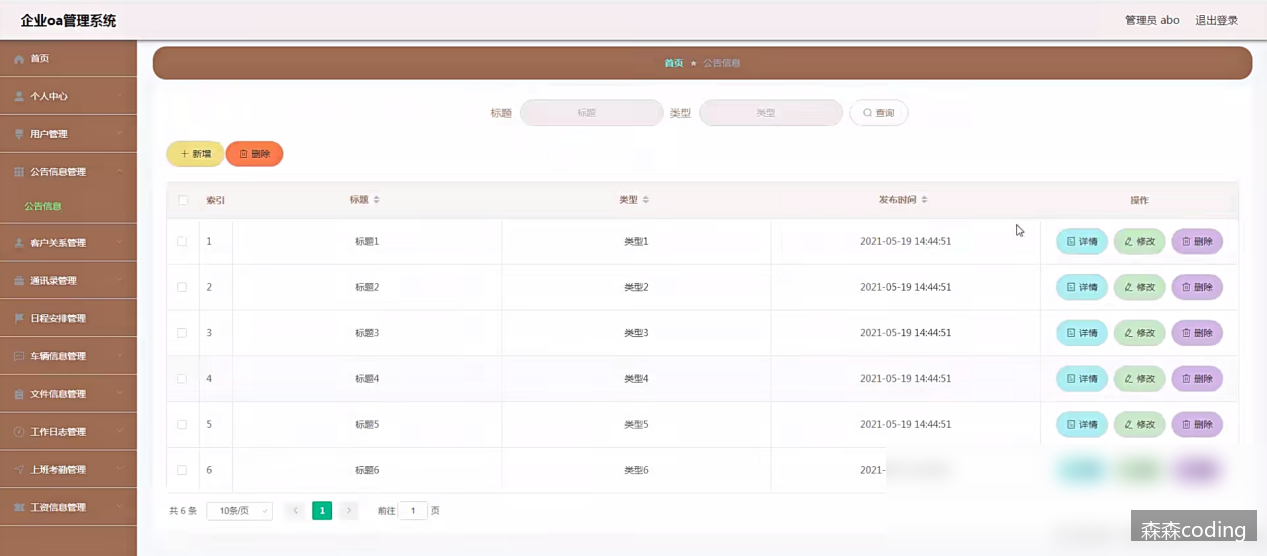 企业oa管理系统
管理员 abo 退出登录
首页
个人中心
用户管理
公告信息管理
公告信息
客户关系管理
通讯录管理
日程安排管理
车辆信息管理
文件信息管理
工作日志管理
上班考勤管理
工资信息管理
首页 公告信息
标题 标题 类型 类型 查询
新增 删除
索引 标题 类型 发布时间 操作
1 标题1 类型1 2021-05-19 14:44:51 详情 修改 删除
2 标题2 类型2 2021-05-19 14:44:51 详情 修改 删除
3 标题3 类型3 2021-05-19 14:44:51 详情 修改 删除
4 标题4 类型4 2021-05-19 14:44:51 详情 修改 删除
5 标题5 类型5 2021-05-19 14:44:51 详情 修改 删除
6 标题6 类型6 2021-
共 6 条 10条/页 1 前往 1 页
森森coding